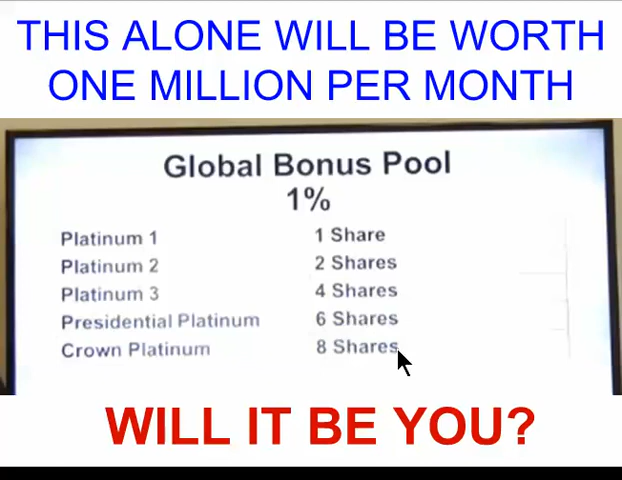 THIS ALONE WILL BE WORTH
ONE MILLION PER MONTH
Global Bonus Pool
1%
Platinum 1 1 Share
Platinum 2 2 Shares
Platinum 3 4 Shares
Presidential Platinum 6 Shares
Crown Platinum 8 Shares
WILL IT BE YOU?